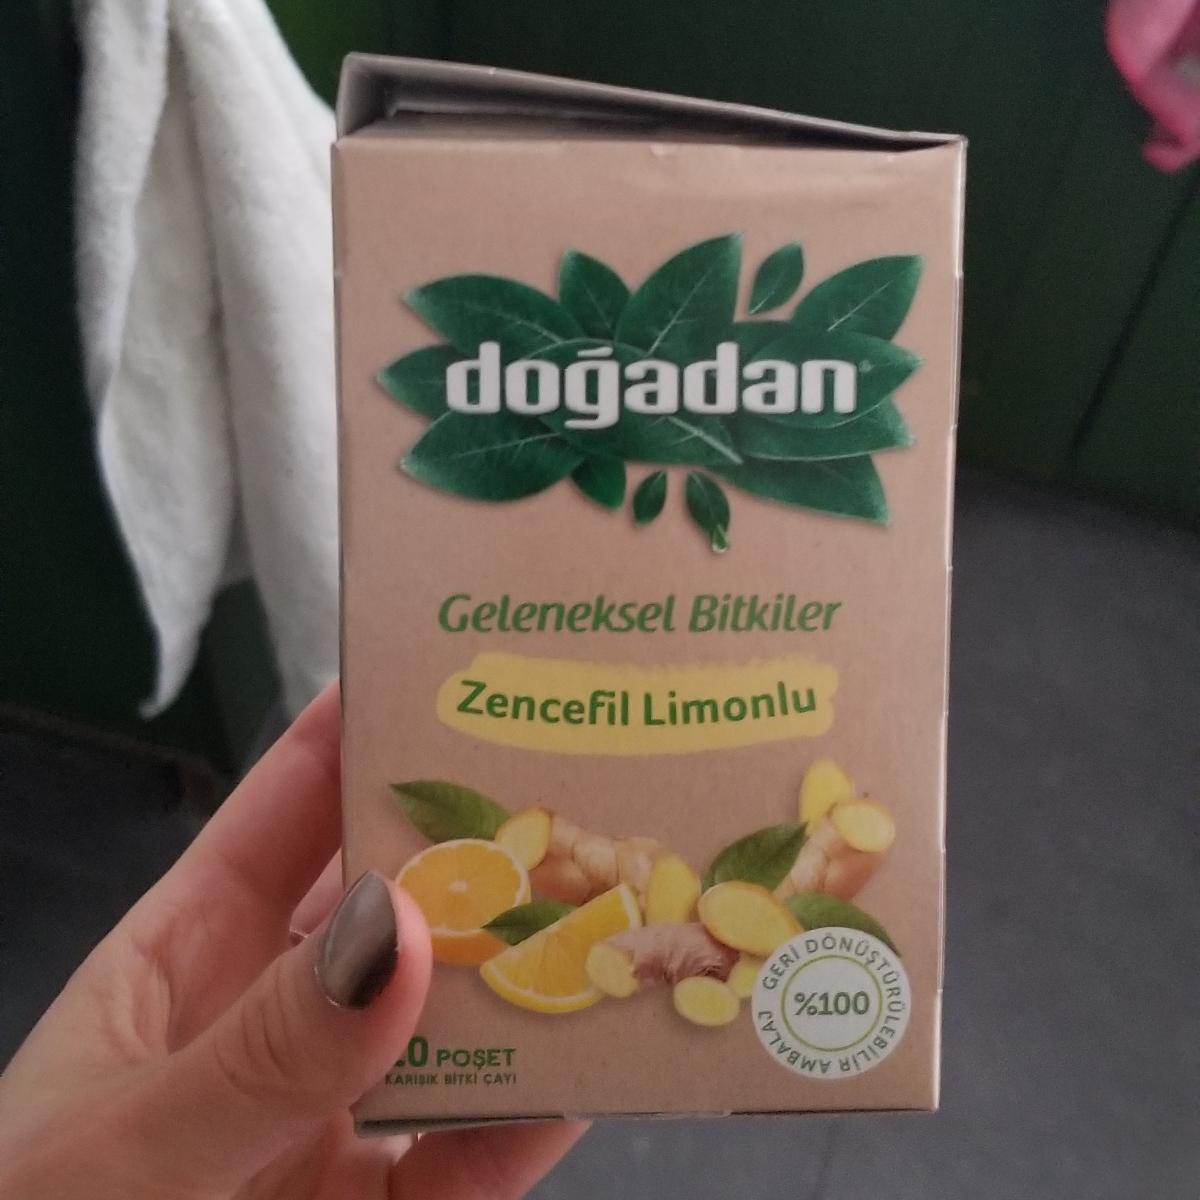 doğadan
Geleneksel Bitkiler
Zencefil Limonlu
GERİ DÖNÜŞTÜRÜLEBİLİR AMBALAJ
%100
POŞET
KARIŞIK BİTKİ ÇAYI